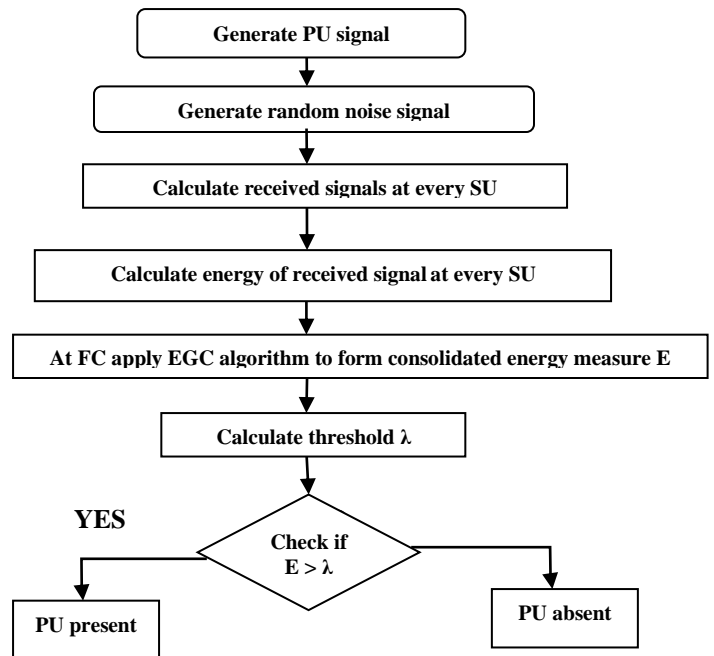 Generate PU signal
Generate random noise signal
Calculate received signals at every SU
Calculate energy of received signal at every SU
At FC apply EGC algorithm to form consolidated energy measure E
Calculate threshold λ
YES
Check if
E > λ
PU present
PU absent